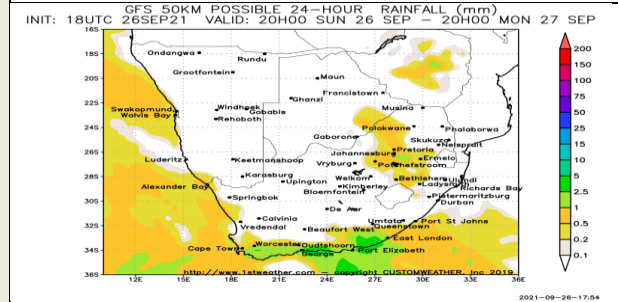 GFS 50KM POSSIBLE 24-HOUR RAINFALL (mm)
INIT: 18UTC 26SEP21 VALID: 20H00 SUN 26 SEP – 20H00 MON 27 SEP
16S
18S
20S
22S
24S
26S
28S
30S
32S
34S
36S
Ondangwa
Rundu
Grootfontein
Maun
Francistown
Ghanzi
Musina
Swakopmund
Walvis Bay
Windhoek
Gobabis
Rehoboth
Polokwane
Phalaborwa
Gaborone
Skukuza
Nelspruit
Pretoria
Johannesburg
Ermelo
Luderitz
Keetmanshoop
Vryburg
Potchefstroom
Karasburg
Upington
Welkom
Bethlehem
Ulundi
Alexander Bay
Kimberley
Ladysmith
Richards Bay
Bloemfontein
Springbok
Pietermaritzburg
Durban
De Aar
Calvinia
Umtata
Port St Johns
Vredendal
Beaufort West
Queenstown
East London
Cape Town
Worcester
Oudtshoorn
George
Port Elizabeth
http://www.1stweather.com – copyright CUSTOMWEATHER, Inc 2019
12E
15E
18E
21E
24E
27E
30E
33E
36E
200
150
100
75
50
25
15
10
5
2.5
1
0.5
0.2
0.1
2021-09-26-17:54